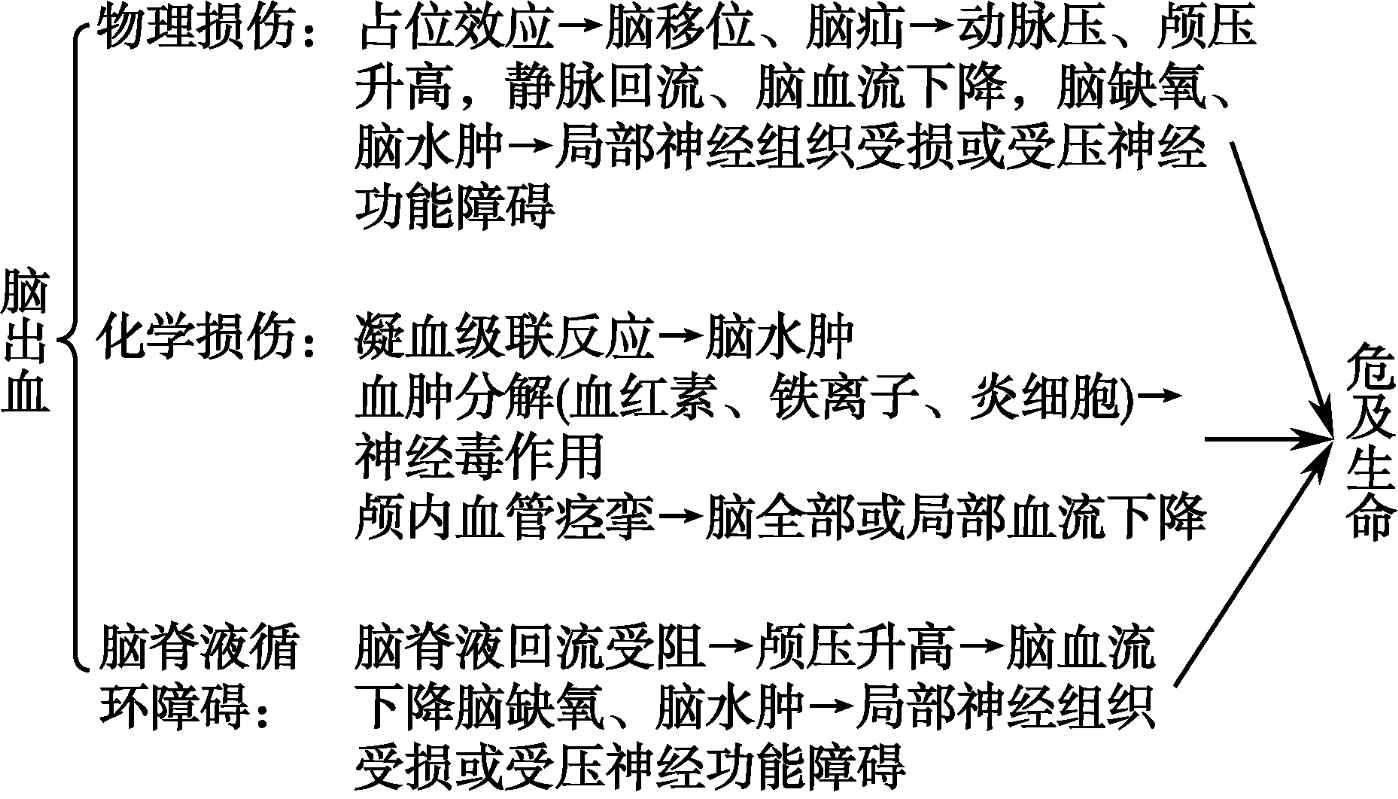 脑出血
物理损伤：占位效应→脑移位、脑疝→动脉压、颅压
升高，静脉回流、脑血流下降，脑缺氧、
脑水肿→局部神经组织受损或受压神经
功能障碍
化学损伤：凝血级联反应→脑水肿
血肿分解(血红素、铁离子、炎细胞)→
神经毒作用
颅内血管痉挛→脑全部或局部血流下降
脑脊液循
环障碍：
脑脊液回流受阻→颅压升高→脑血流
下降脑缺氧、脑水肿→局部神经组织
受损或受压神经功能障碍
危及生命